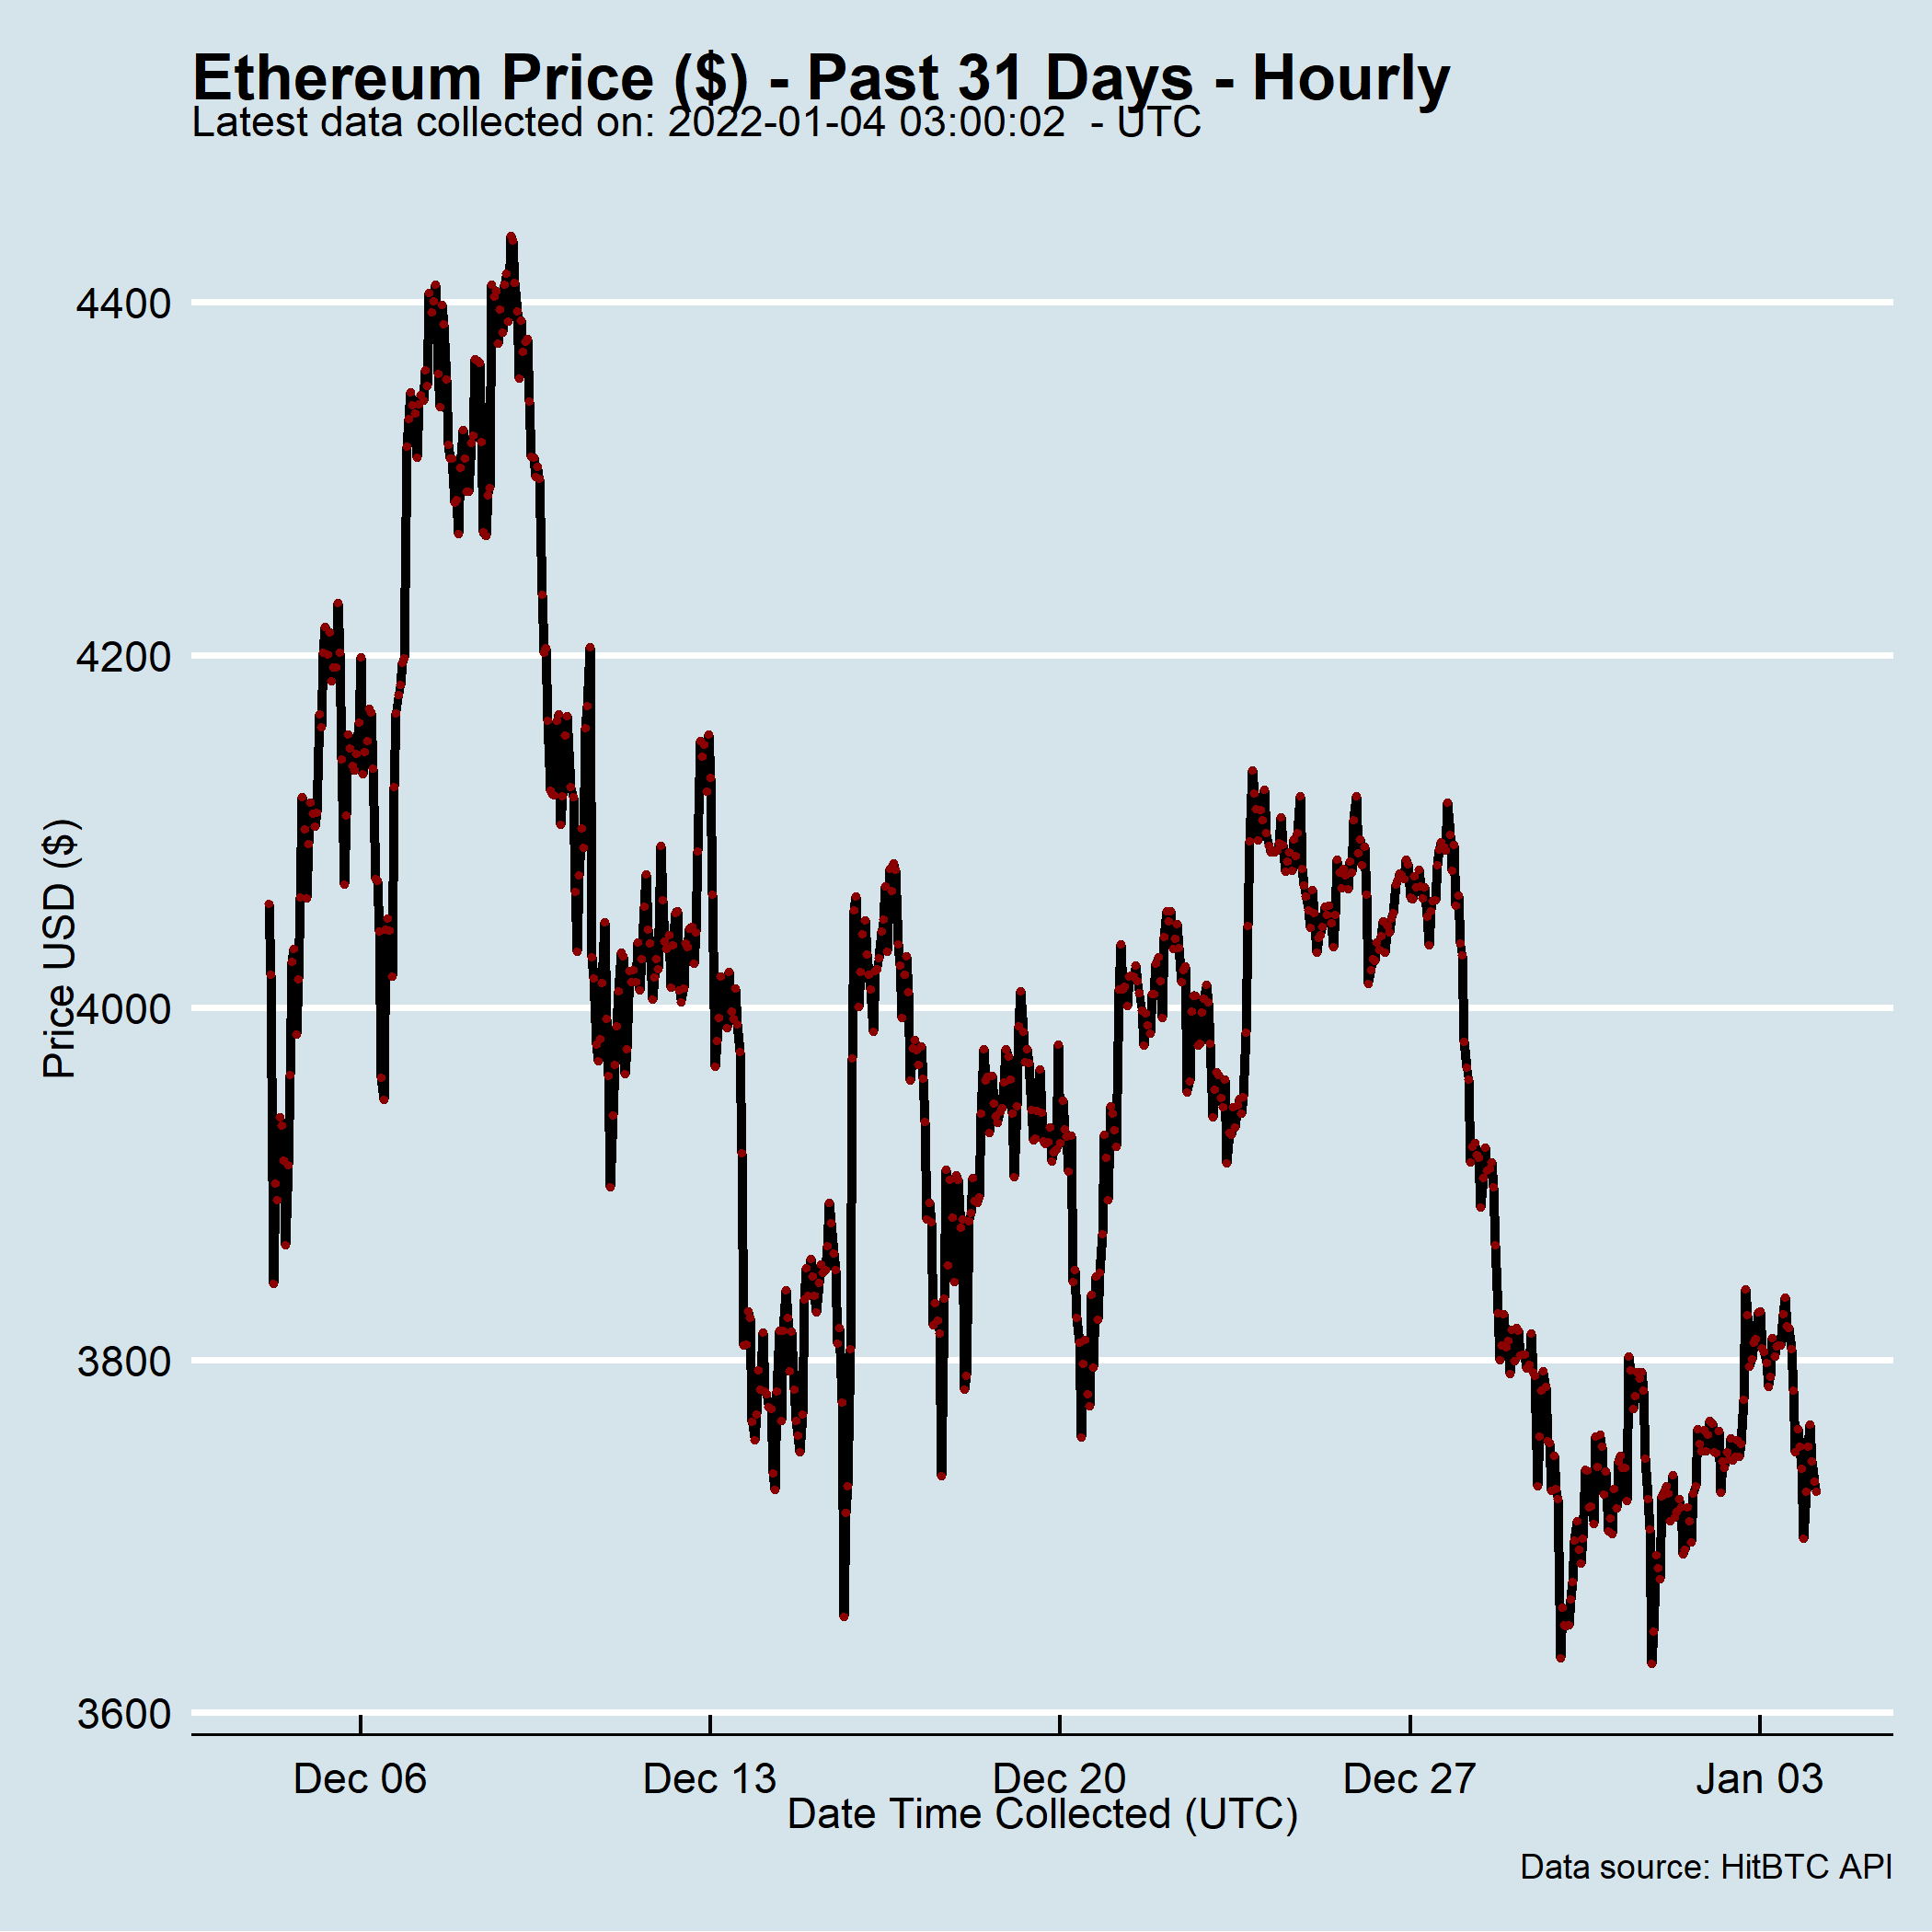 Ethereum Price ($) - Past 31 Days - Hourly
Latest data collected on: 2022-01-04 03:00:02  - UTC
Price USD ($)
4400
4200
4000
3800
3600
Dec 06
Dec 13
Dec 20
Dec 27
Jan 03
Date Time Collected (UTC)
Data source: HitBTC API